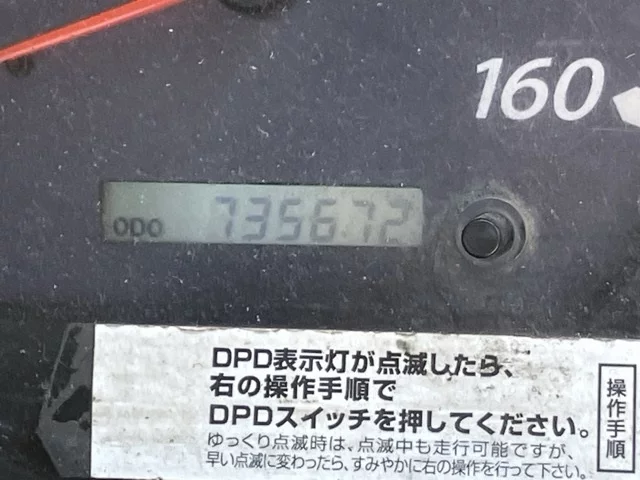 160
ODO 735672
DPD表示灯が点滅したら、
右の操作手順で
DPDスイッチを押してください。
ゆっくり点滅時は、点滅中も走行可能ですが、
早い点滅に変わったら、すみやかに右の操作を行って下さい。
操作手順